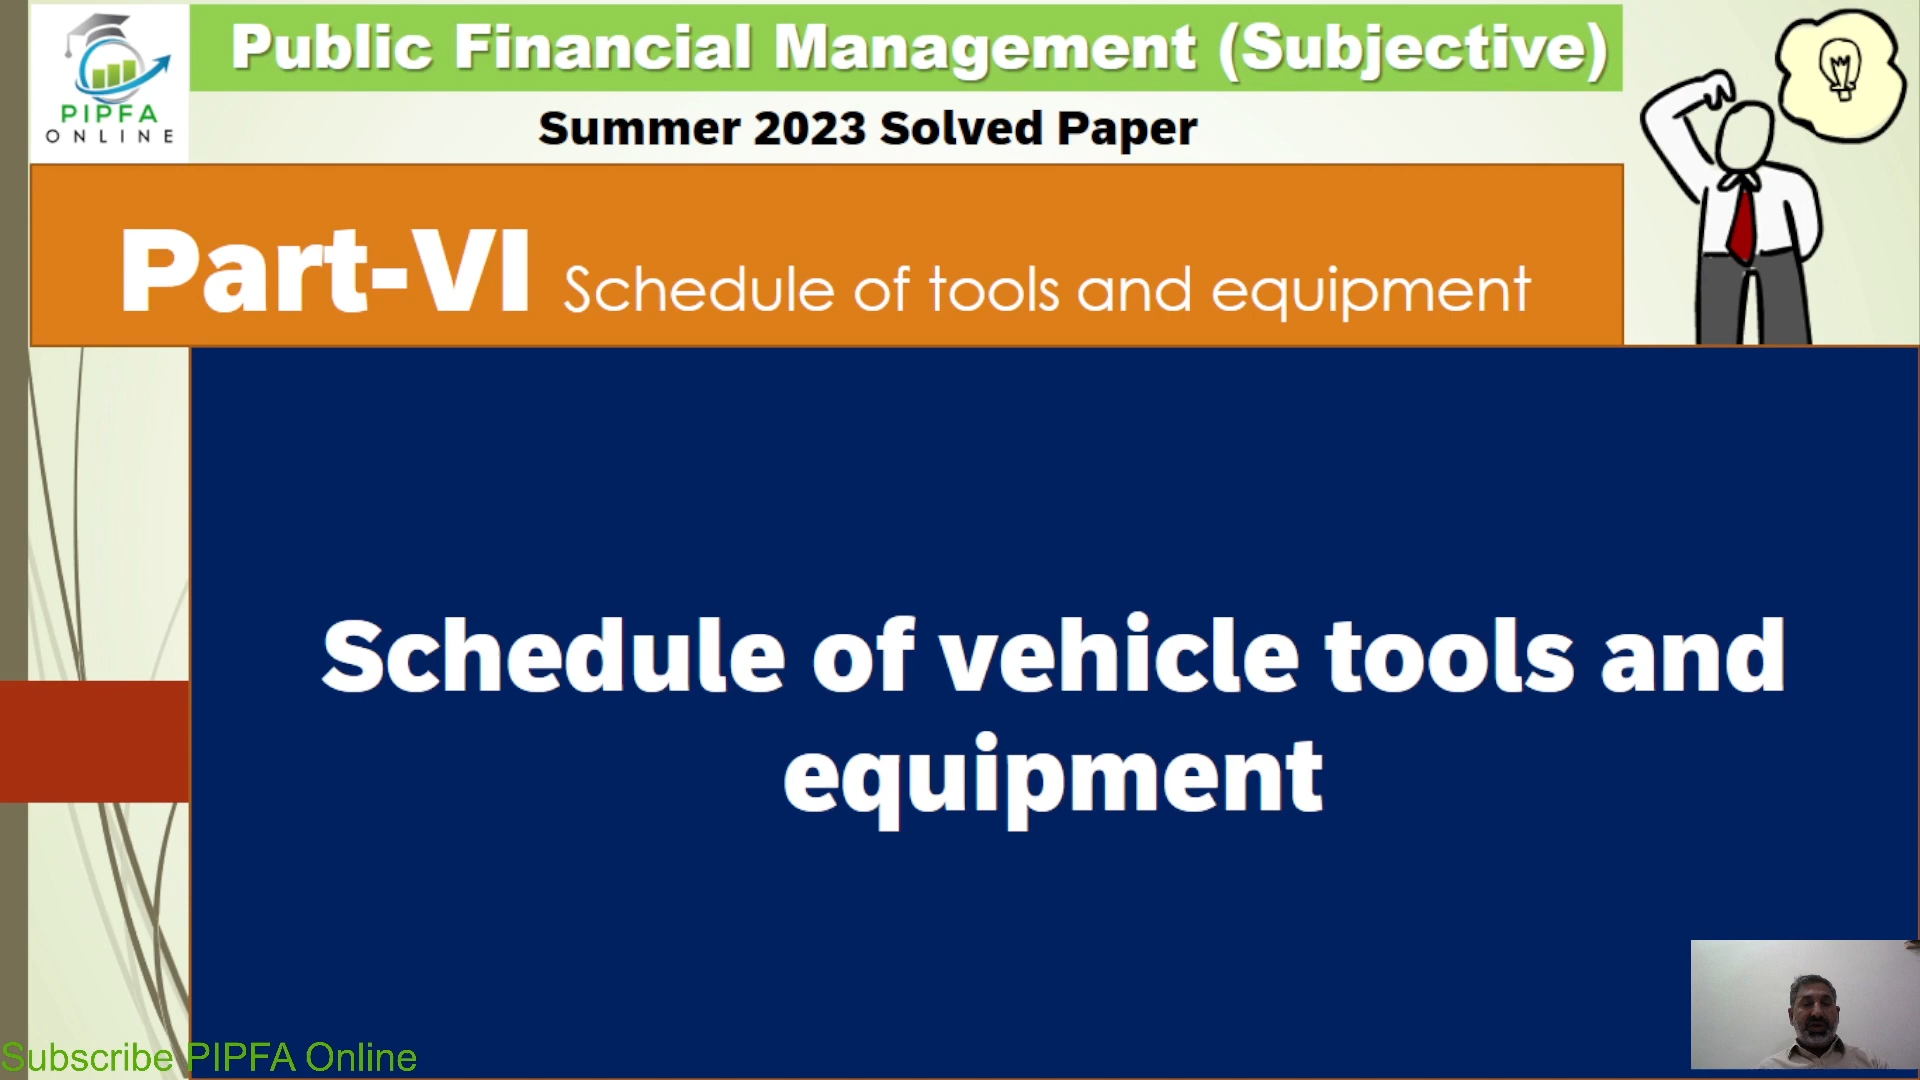 PIPFA
ONLINE
Public Financial Management (Subjective)
Summer 2023 Solved Paper
Part-VI Schedule of tools and equipment
Schedule of vehicle tools and
equipment
Subscribe PIPFA Online